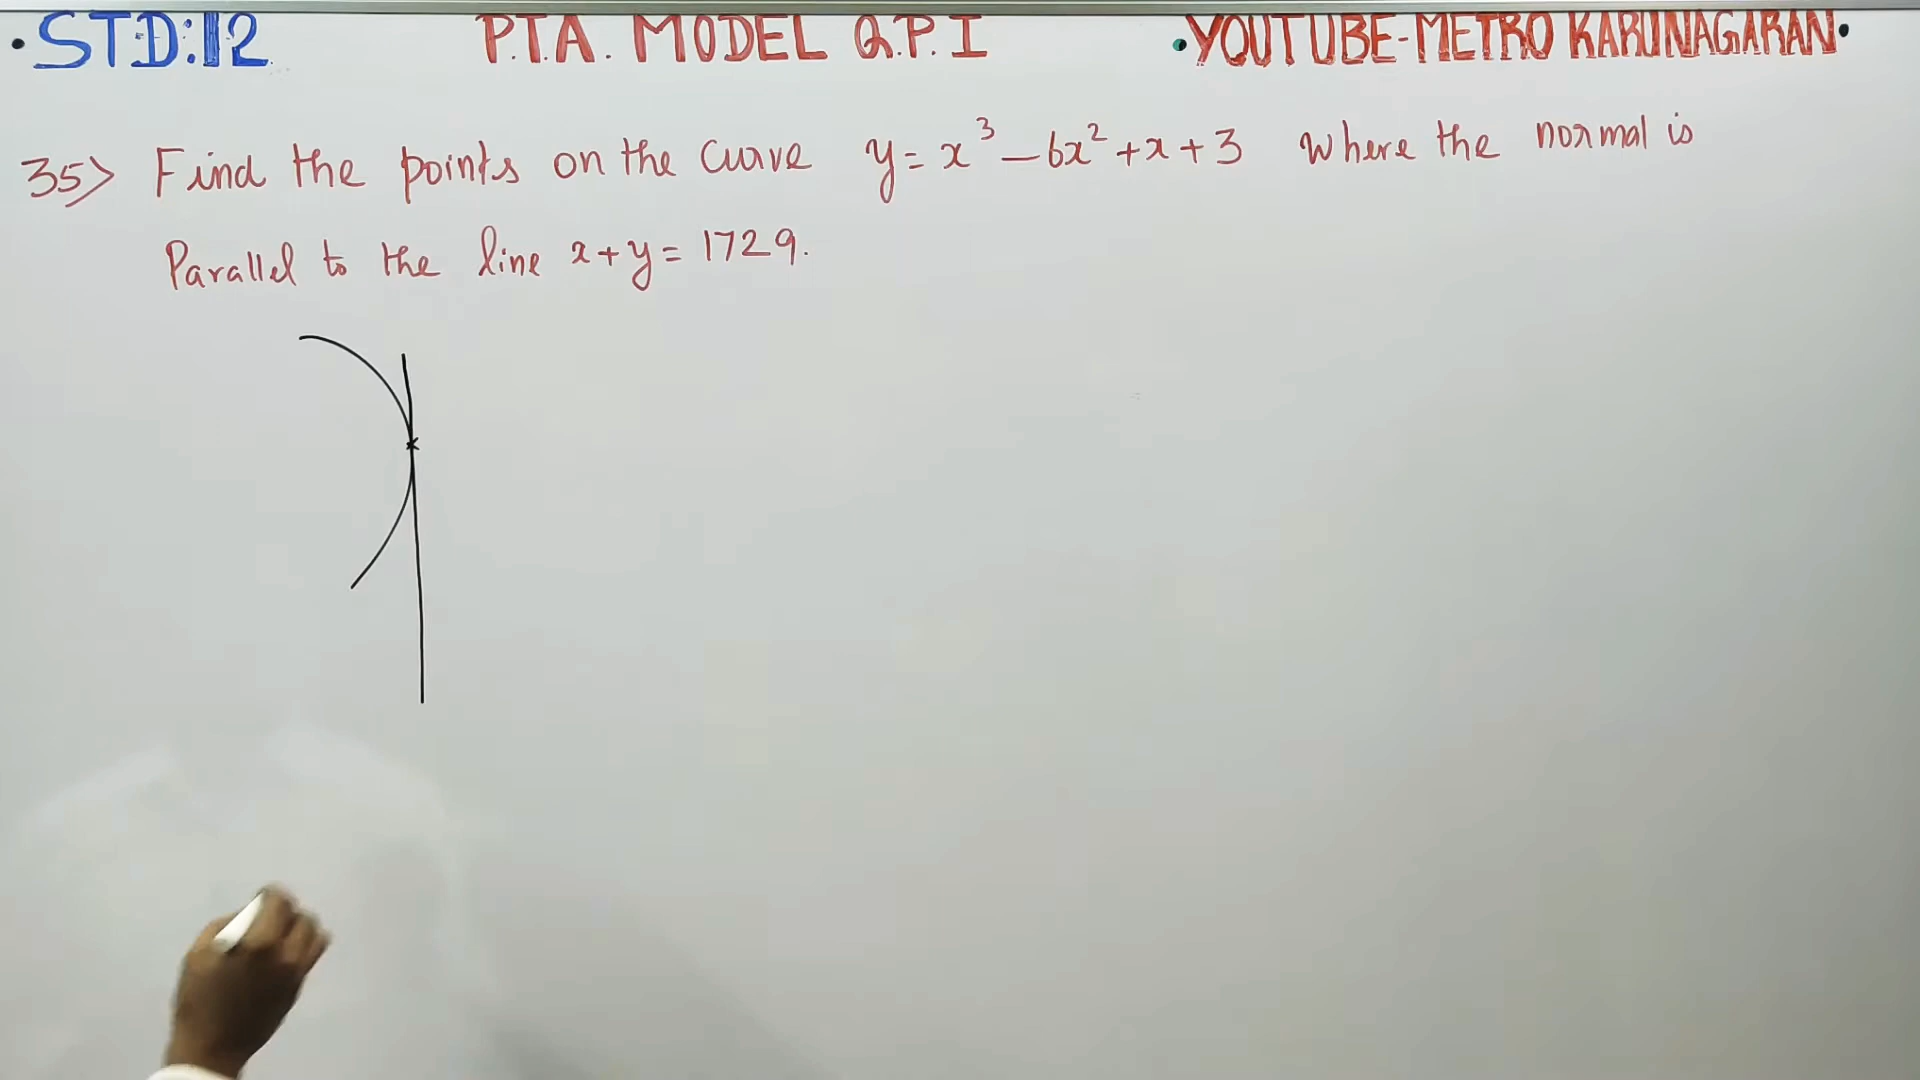 • STD:12 P.T.A. MODEL Q.P. I • YOUTUBE-METRO KARUNAGARAN •
35> Find the points on the curve y = x³ – 6x² + x + 3 where the normal is
Parallel to the line x + y = 1729.